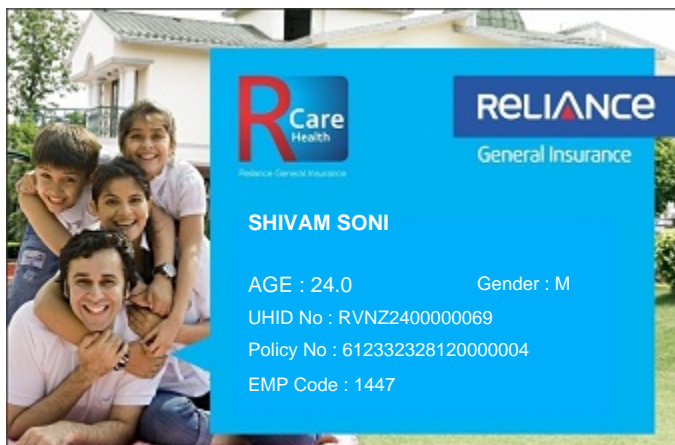 R Care
Health
Reliance General Insurance
RELIANCE
General Insurance
SHIVAM SONI
AGE : 24.0 Gender : M
UHID No : RVNZ2400000069
Policy No : 612332328120000004
EMP Code : 1447